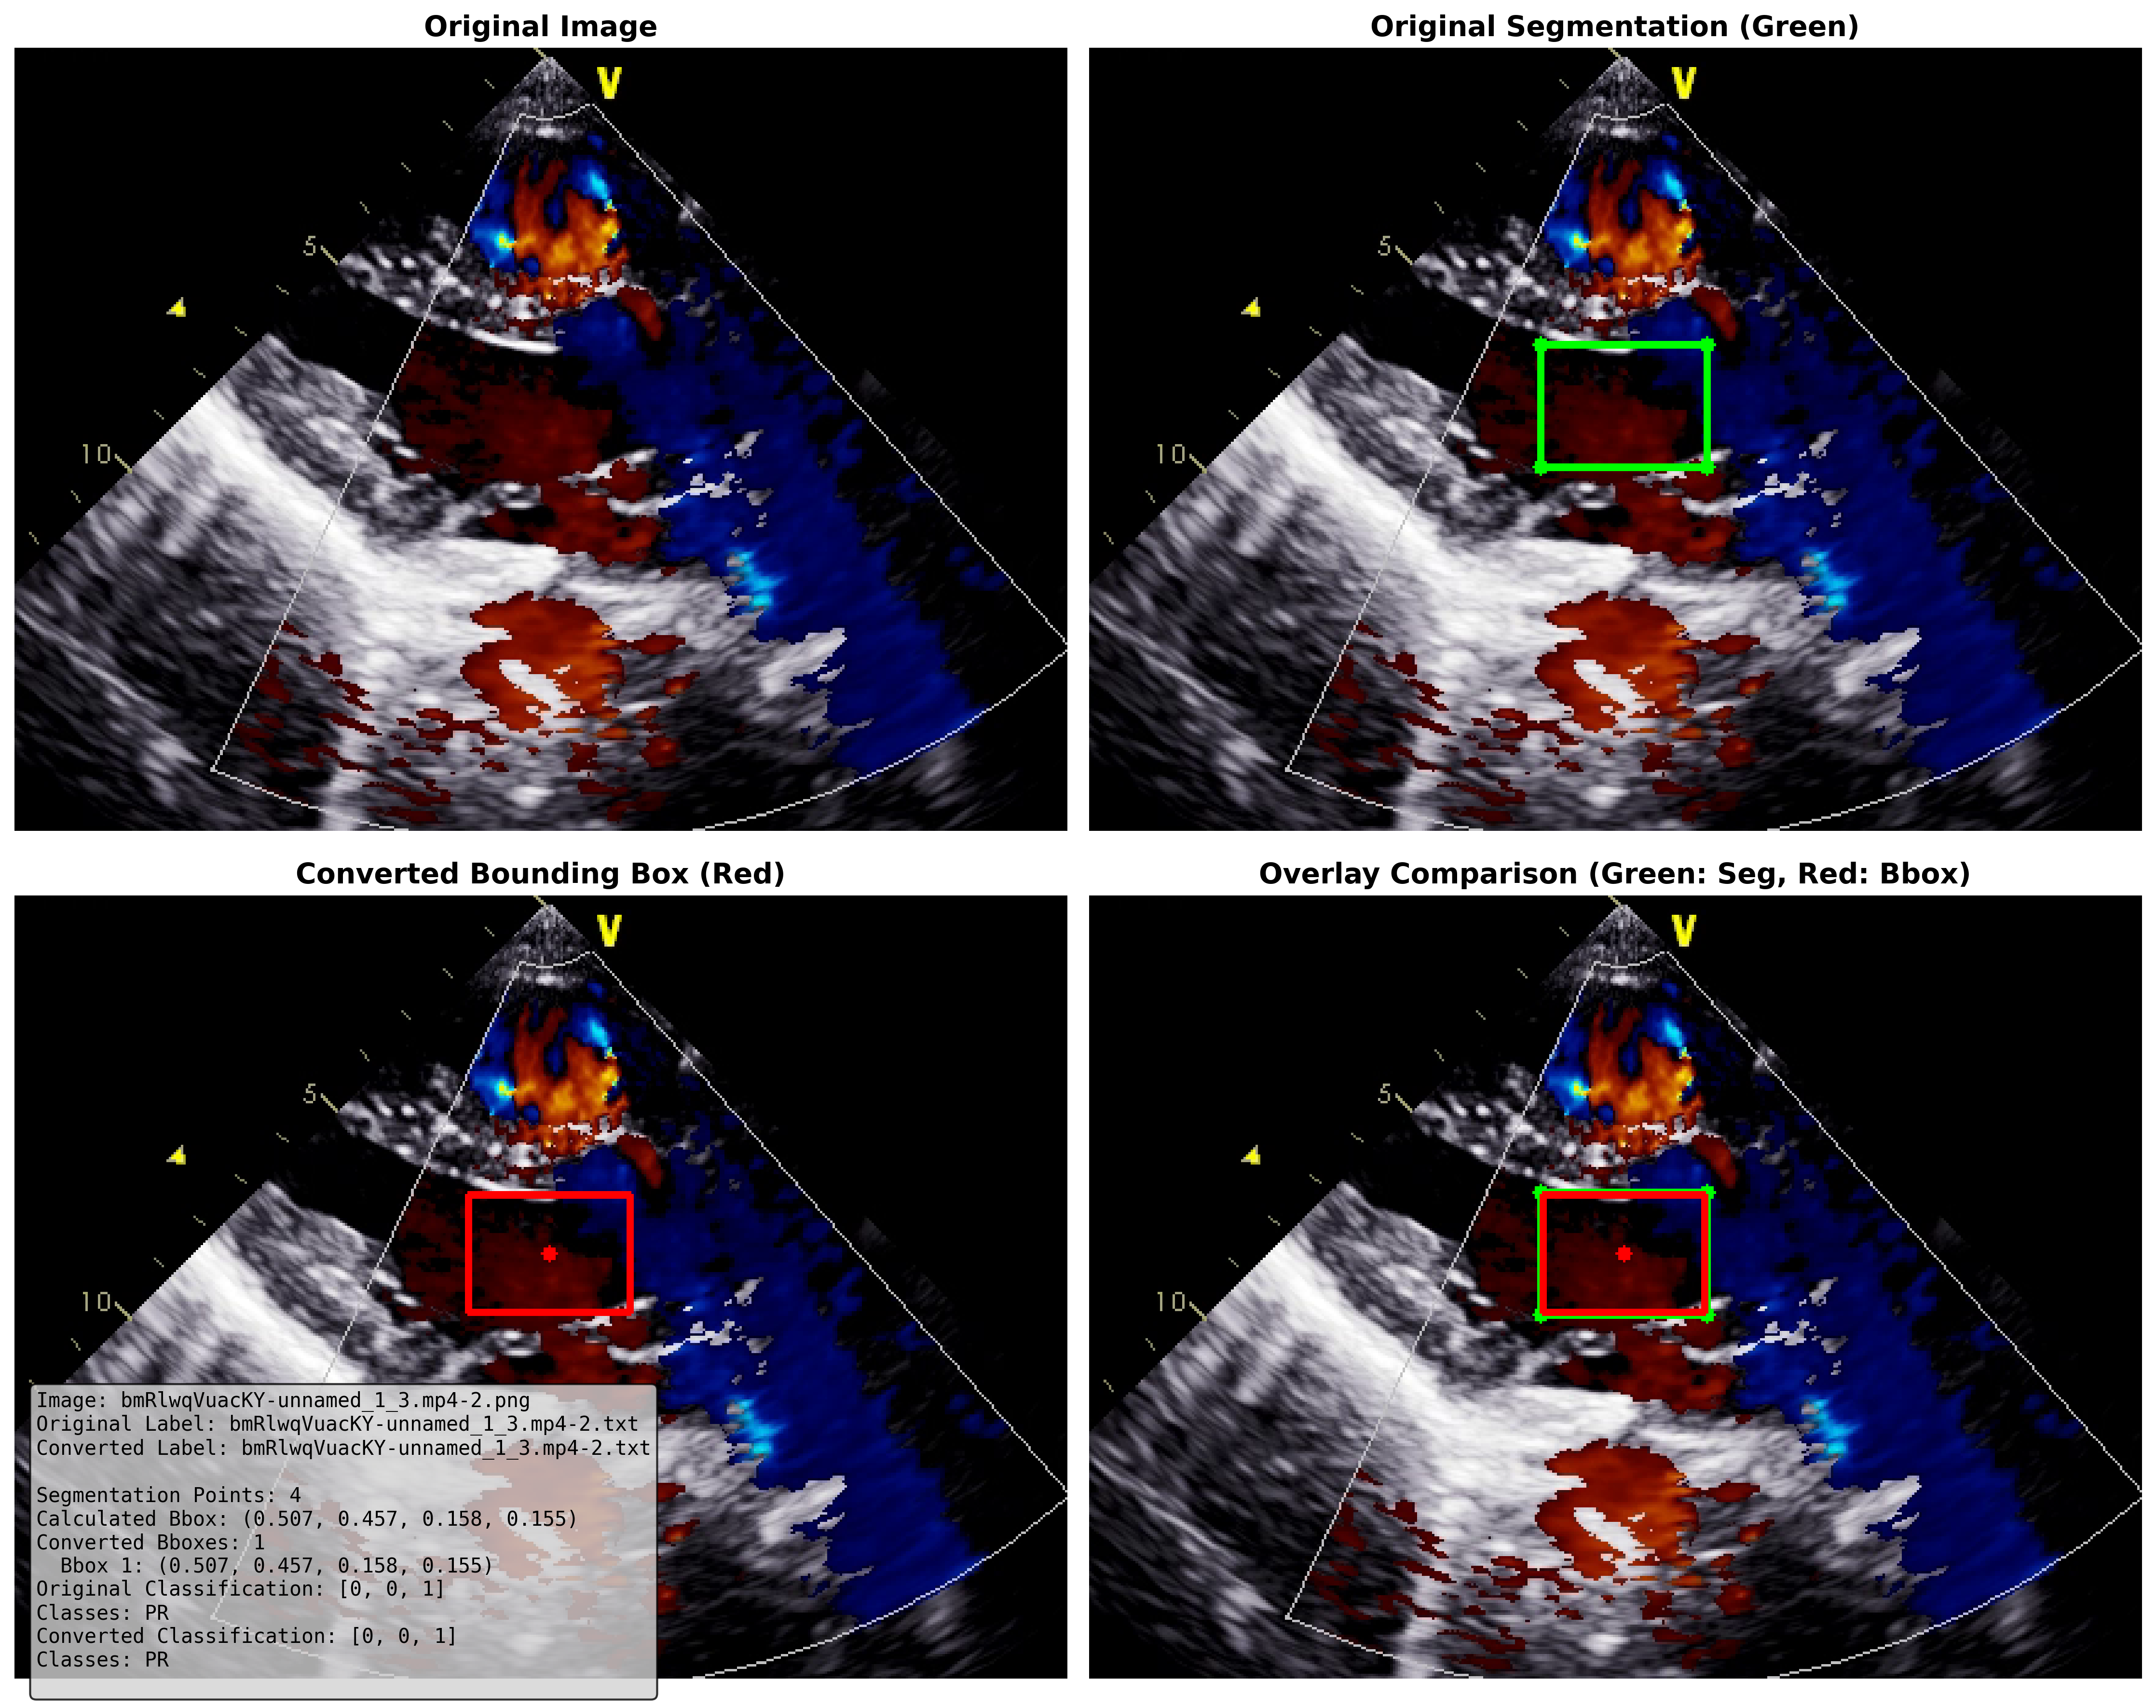 Original Image
Original Segmentation (Green)
V
5
10
V
5
10
Converted Bounding Box (Red)
Overlay Comparison (Green: Seg, Red: Bbox)
V
5
10
V
5
10
Image: bmRlwqVuacKY-unnamed_1_3.mp4-2.png
Original Label: bmRlwqVuacKY-unnamed_1_3.mp4-2.txt
Converted Label: bmRlwqVuacKY-unnamed_1_3.mp4-2.txt
Segmentation Points: 4
Calculated Bbox: (0.507, 0.457, 0.158, 0.155)
Converted Bboxes: 1
Bbox 1: (0.507, 0.457, 0.158, 0.155)
Original Classification: [0, 0, 1]
Classes: PR
Converted Classification: [0, 0, 1]
Classes: PR